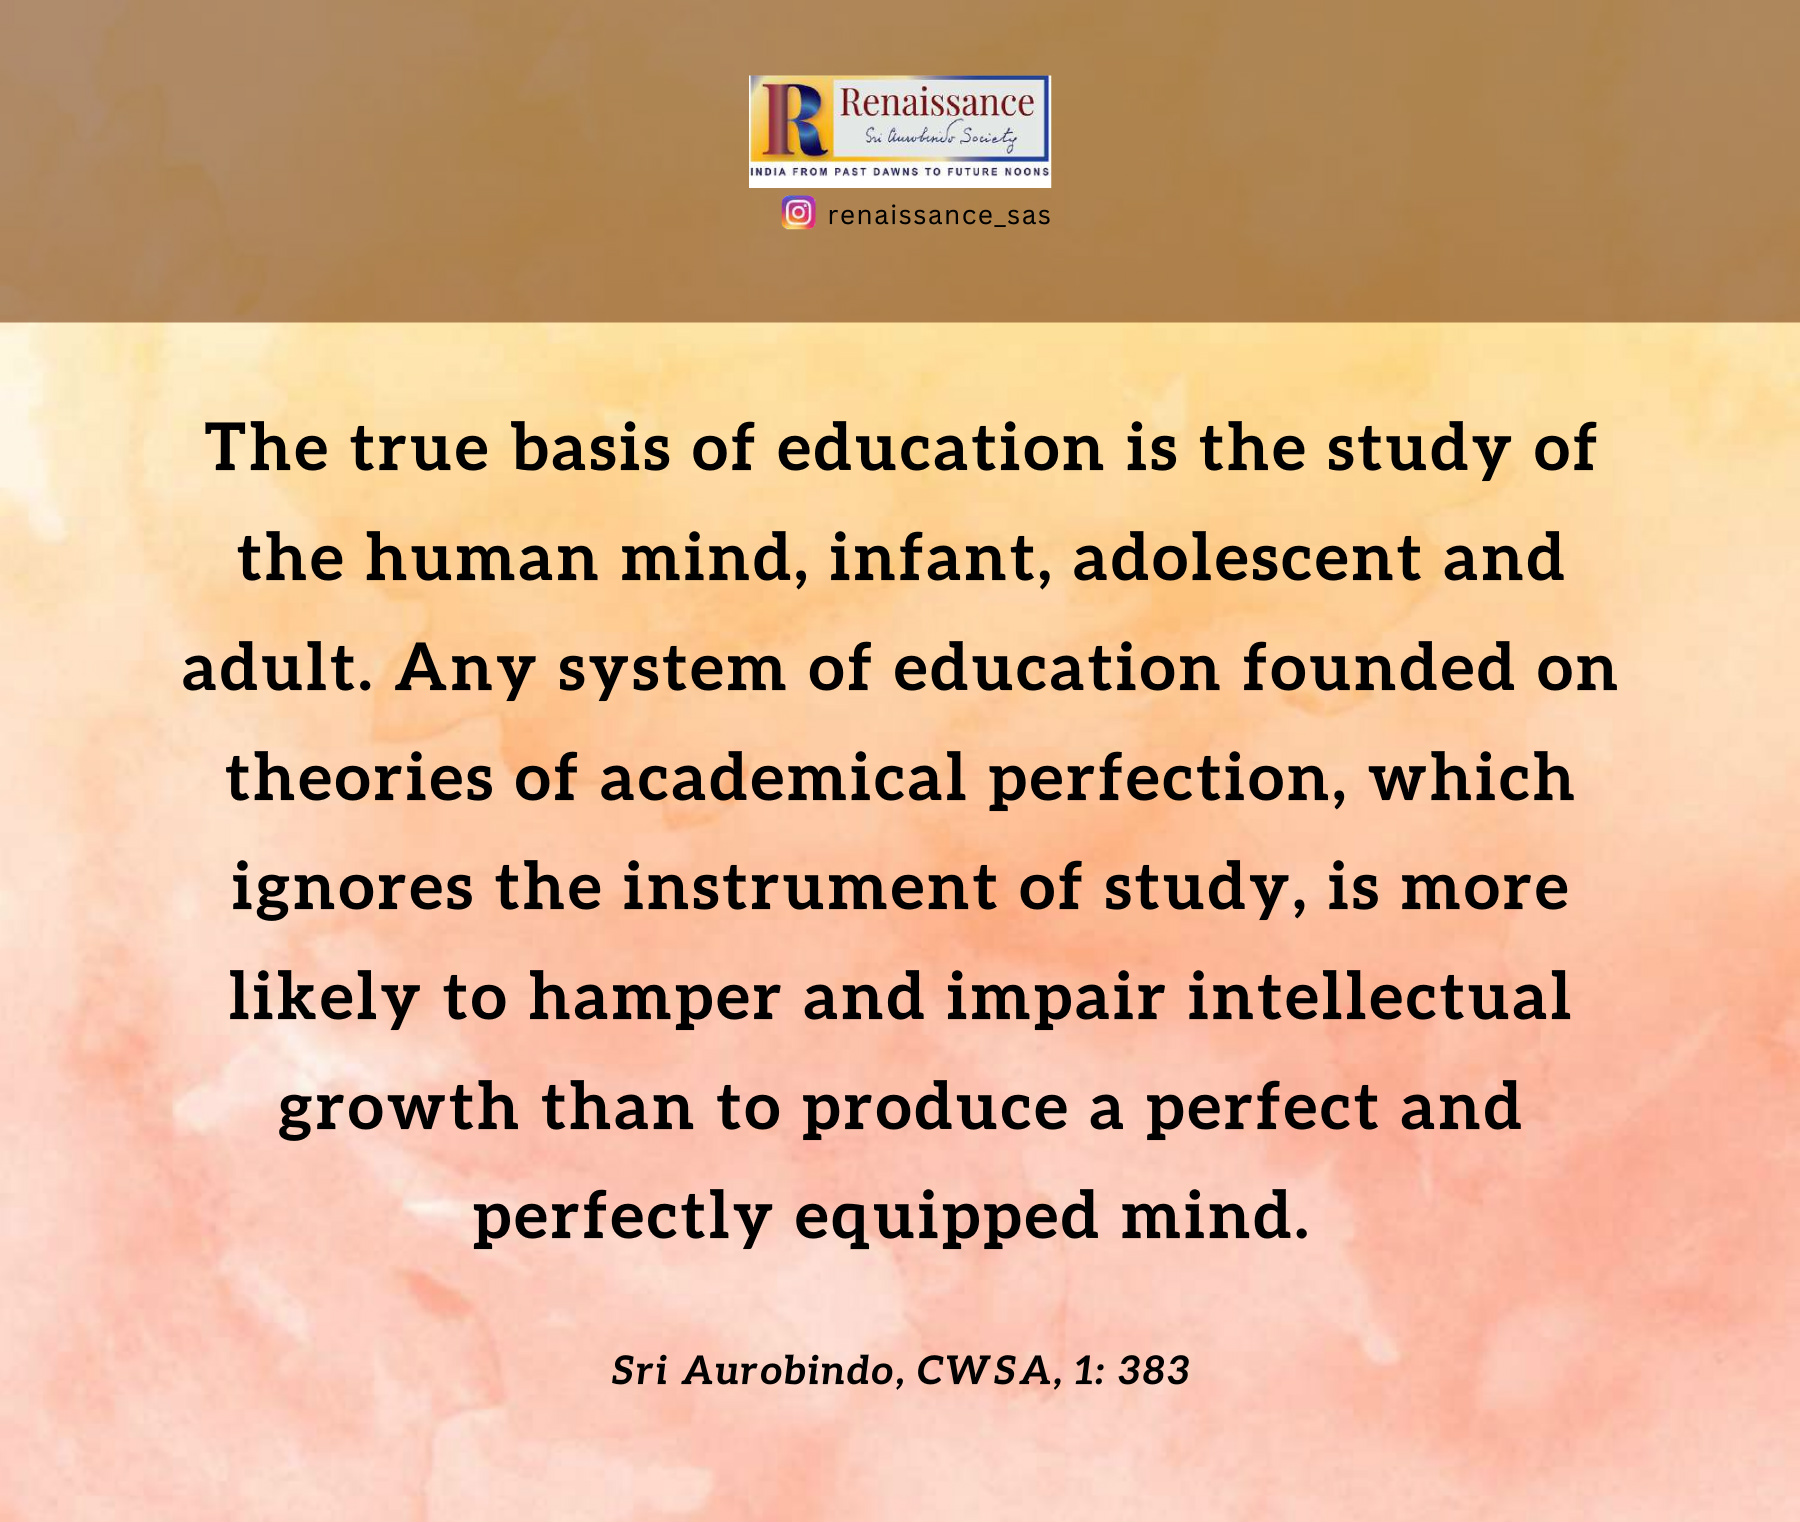 R Renaissance
Sri Aurobindo Society
INDIA FROM PAST DAWNS TO FUTURE NOONS
renaissance_sas
The true basis of education is the study of
the human mind, infant, adolescent and
adult. Any system of education founded on
theories of academical perfection, which
ignores the instrument of study, is more
likely to hamper and impair intellectual
growth than to produce a perfect and
perfectly equipped mind.
Sri Aurobindo, CWSA, 1: 383